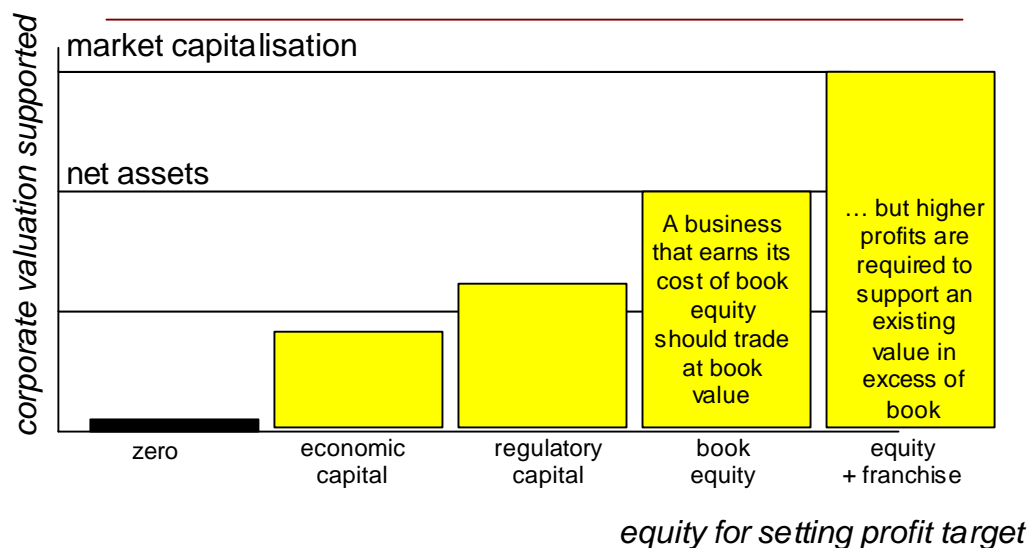 market capitalisation
net assets
corporate valuation supported
A business
that earns its
cost of book
equity
should trade
at book
value
… but higher
profits are
required to
support an
existing
value in
excess of
book
zero
economic
capital
regulatory
capital
book
equity
equity
+ franchise
equity for setting profit target